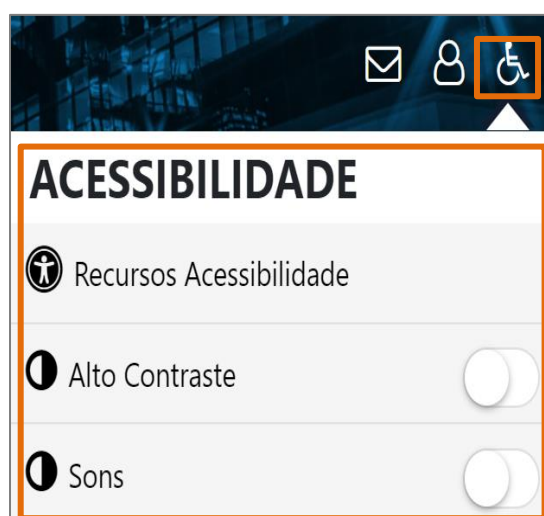 ACESSIBILIDADE
Recursos Acessibilidade
Alto Contraste
Sons